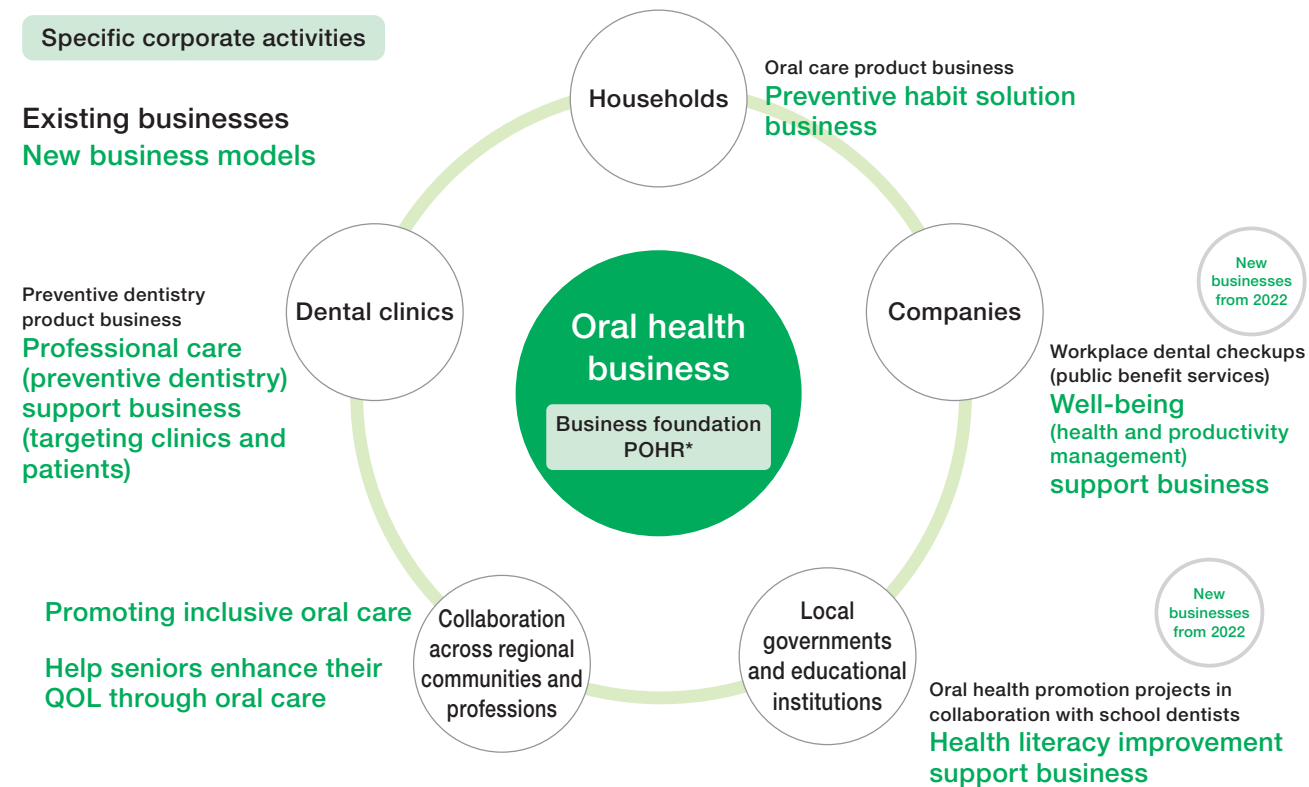 Specific corporate activities
Existing businesses
New business models
Households
Oral care product business
Preventive habit solution
business
Dental clinics
Preventive dentistry
product business
Professional care
(preventive dentistry)
support business
(targeting clinics and
patients)
Oral health
business
Business foundation
POHR*
Companies
New
businesses
from 2022
Workplace dental checkups
(public benefit services)
Well-being
(health and productivity
management)
support business
Promoting inclusive oral care
Help seniors enhance their
QOL through oral care
Collaboration
across regional
communities and
professions
Local
governments
and educational
institutions
New
businesses
from 2022
Oral health promotion projects in
collaboration with school dentists
Health literacy improvement
support business